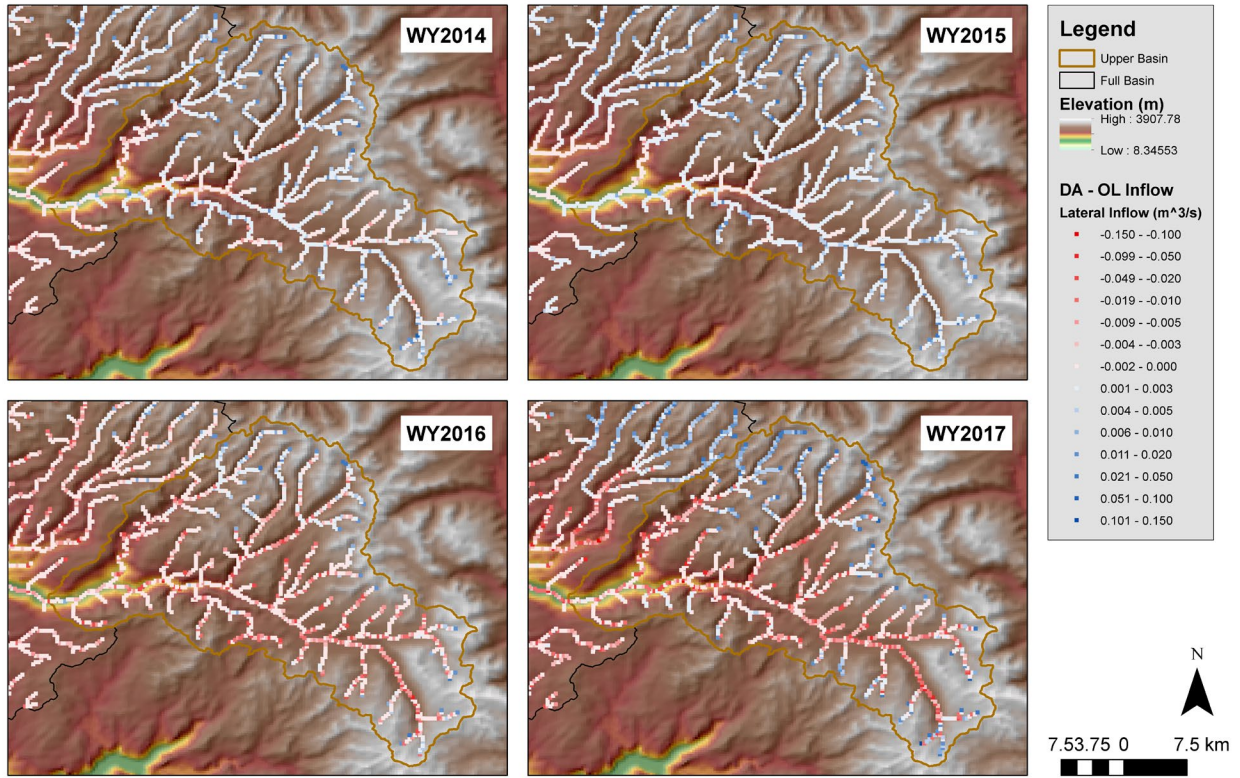 WY2014
WY2015
WY2016
WY2017
Legend
Upper Basin
Full Basin
Elevation (m)
High : 3907.78
Low : 8.34553
DA - OL Inflow
Lateral Inflow (m^3/s)
-0.150 - -0.100
-0.099 - -0.050
-0.049 - -0.020
-0.019 - -0.010
-0.009 - -0.005
-0.004 - -0.003
-0.002 - 0.000
0.001 - 0.003
0.004 - 0.005
0.006 - 0.010
0.011 - 0.020
0.021 - 0.050
0.051 - 0.100
0.101 - 0.150
N
7.53.75 0 7.5 km